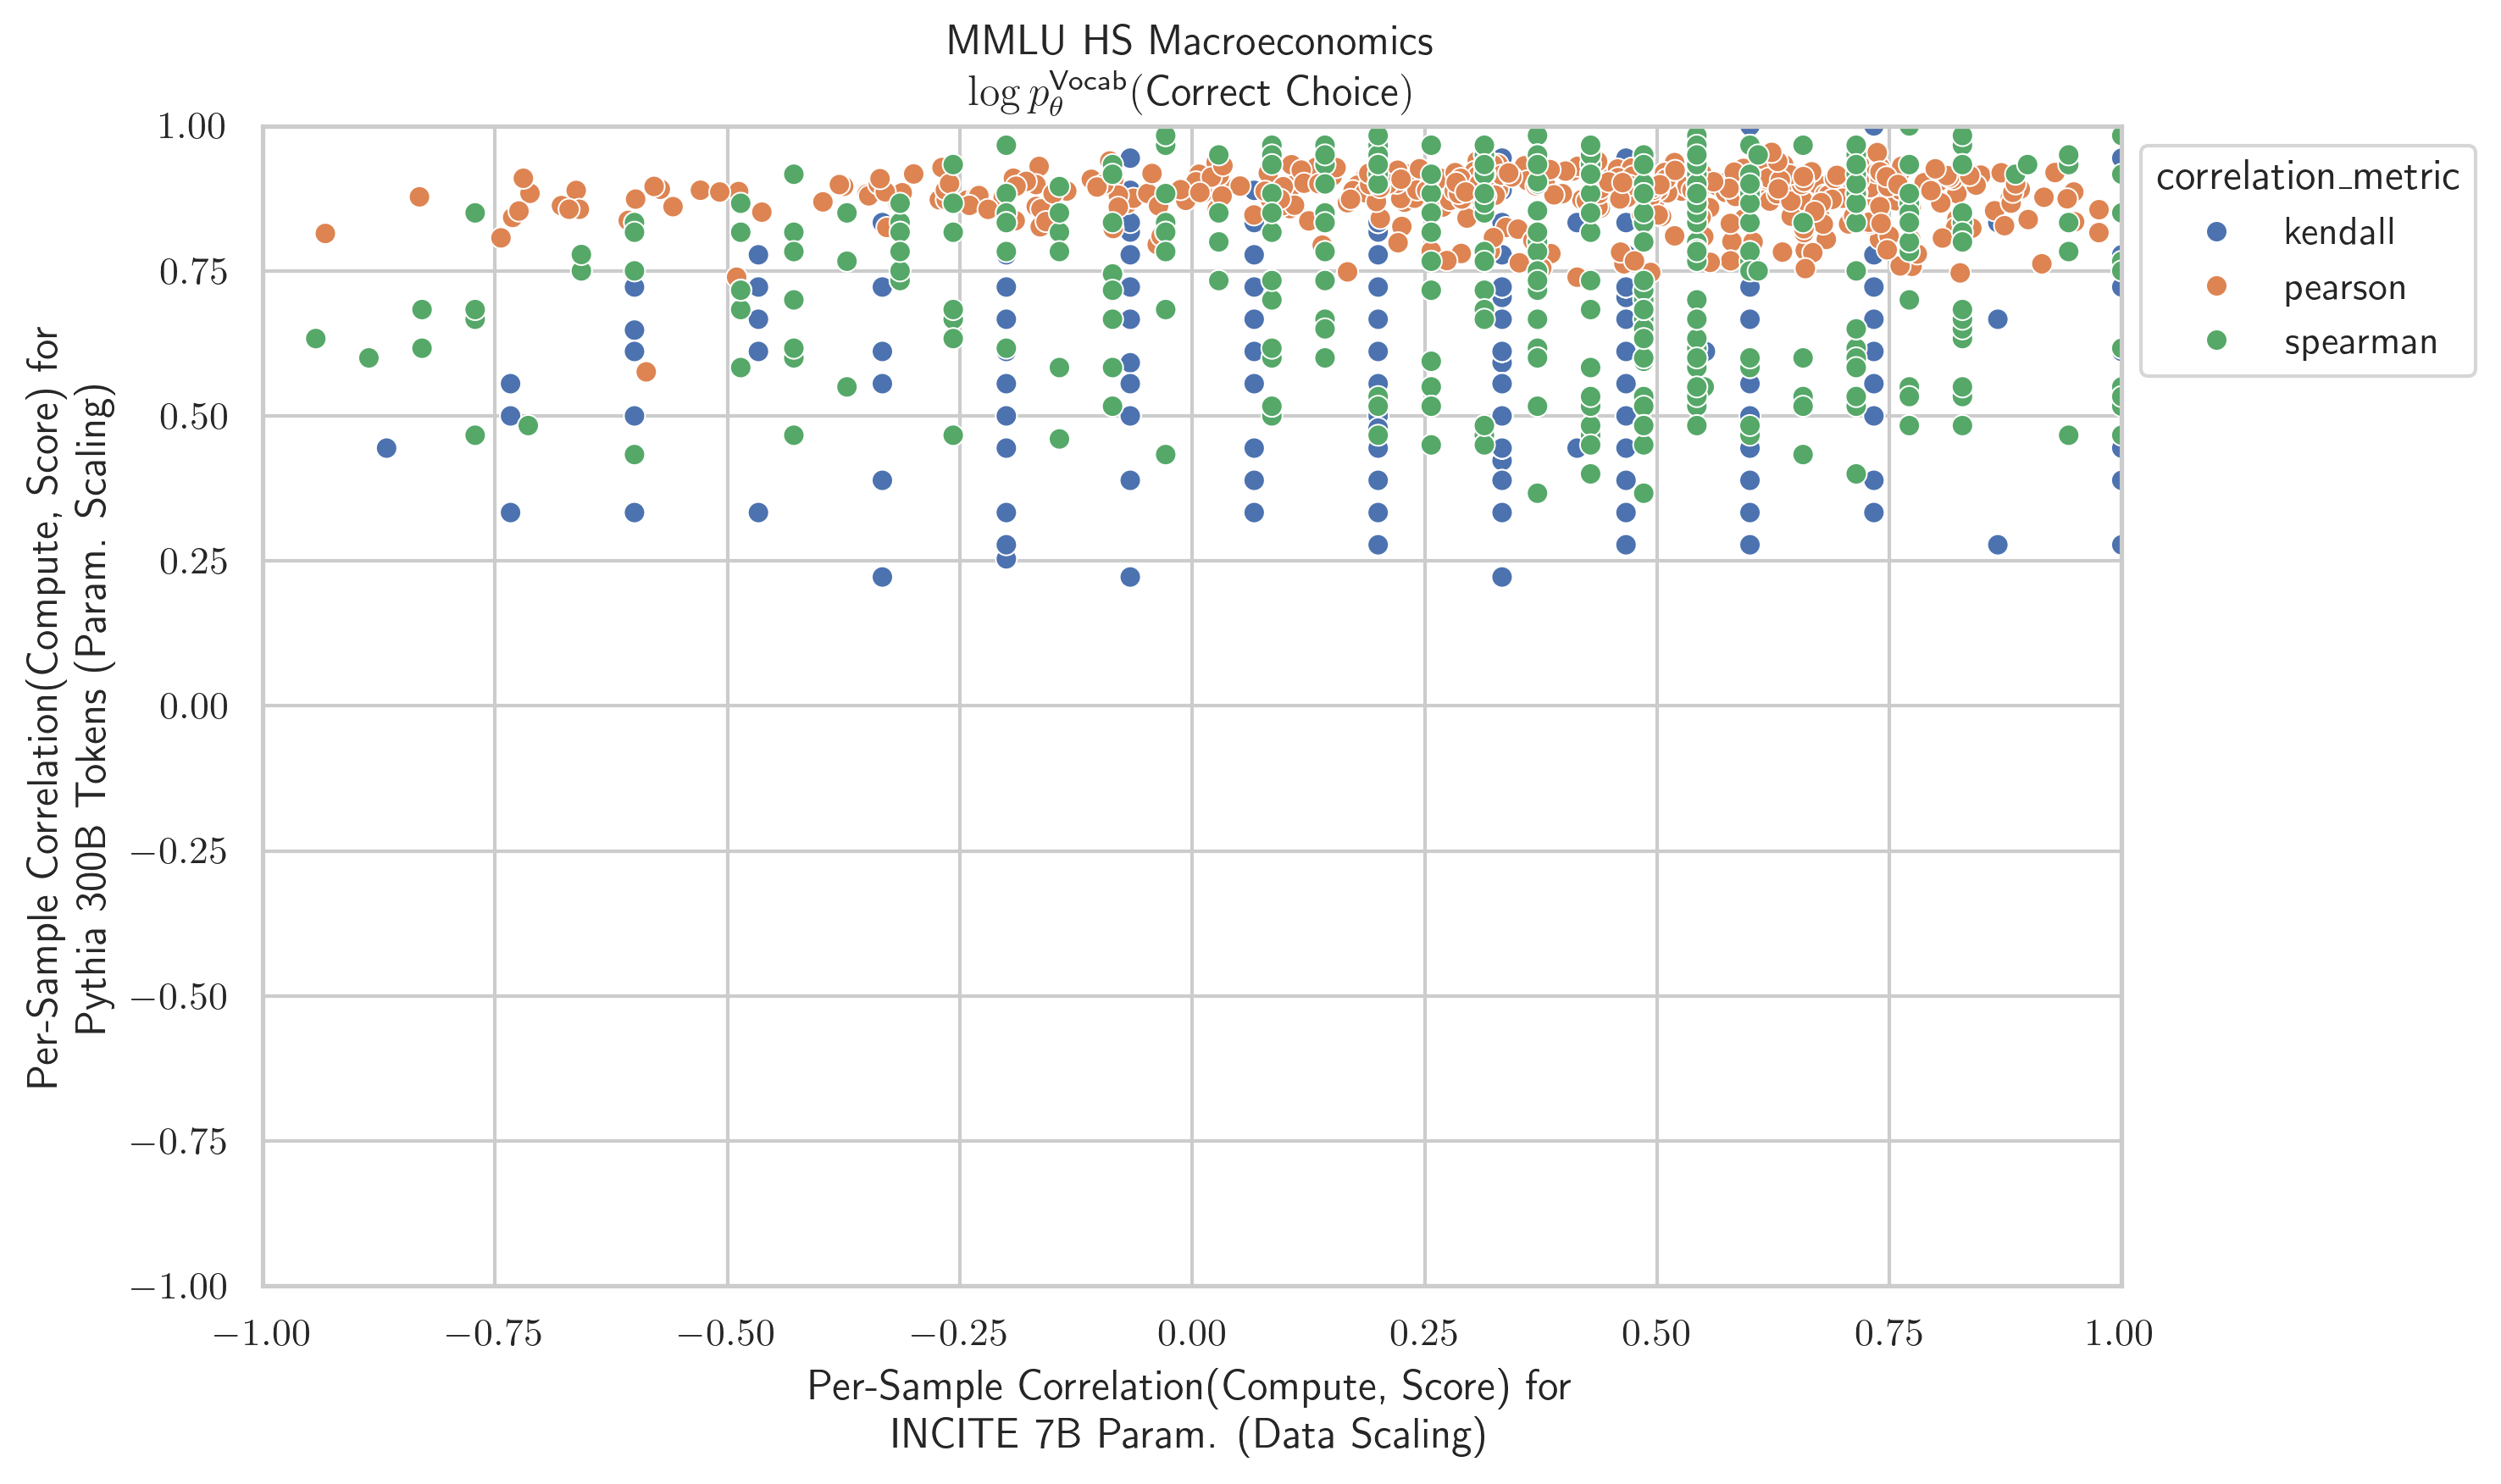 MMLU HS Macroeconomics
log p_θ^Vocab(Correct Choice)
Per-Sample Correlation(Compute, Score) for
Pythia 300B Tokens (Param. Scaling)
1.00
0.75
0.50
0.25
0.00
−0.25
−0.50
−0.75
−1.00
−1.00
−0.75
−0.50
−0.25
0.00
0.25
0.50
0.75
1.00
Per-Sample Correlation(Compute, Score) for
INCITE 7B Param. (Data Scaling)
correlation_metric
kendall
pearson
spearman